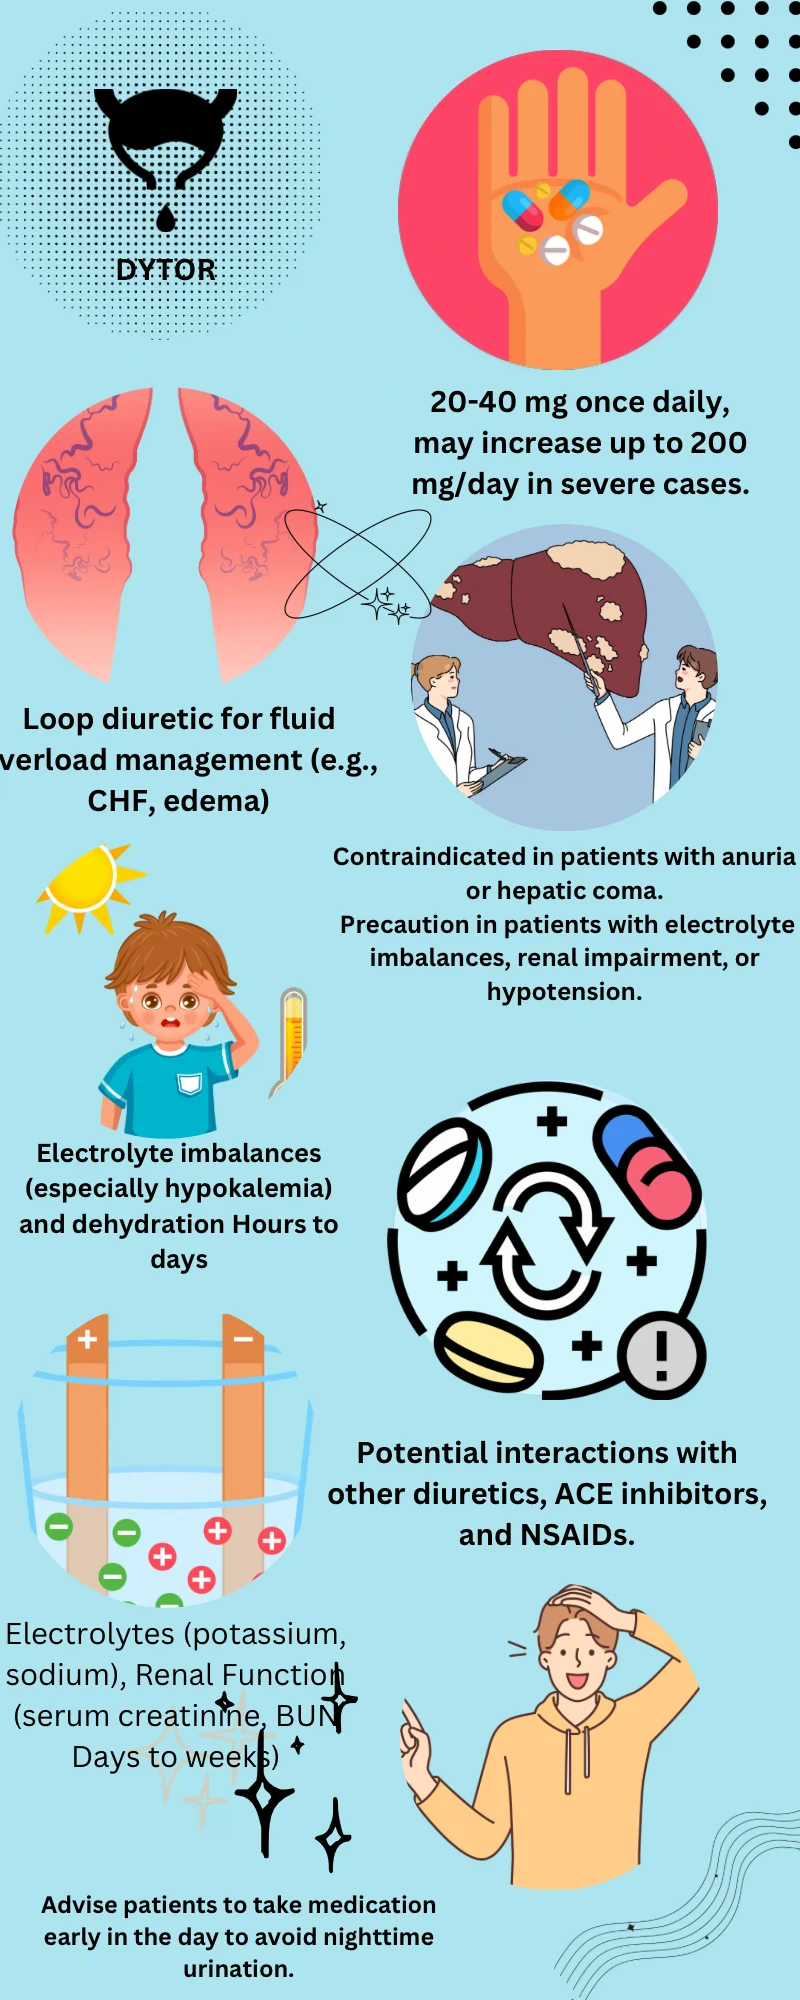 DYTOR
20-40 mg once daily,
may increase up to 200
mg/day in severe cases.
Loop diuretic for fluid
verload management (e.g.,
CHF, edema)
Contraindicated in patients with anuria
or hepatic coma.
Precaution in patients with electrolyte
imbalances, renal impairment, or
hypotension.
Electrolyte imbalances
(especially hypokalemia)
and dehydration Hours to
days
Potential interactions with
other diuretics, ACE inhibitors,
and NSAIDs.
Electrolytes (potassium,
sodium), Renal Function
(serum creatinine, BUN
Days to weeks)
Advise patients to take medication
early in the day to avoid nighttime
urination.